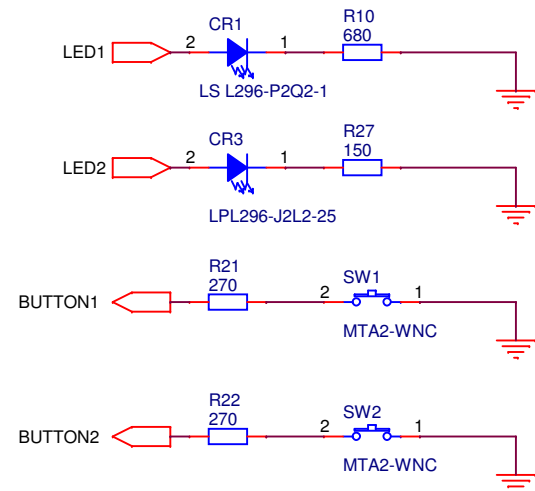 CR1
R10
680
LED1
2
1
LS L296-P2Q2-1
CR3
R27
150
LED2
2
1
LPL296-J2L2-25
R21
270
SW1
BUTTON1
2
1
MTA2-WNC
R22
270
SW2
BUTTON2
2
1
MTA2-WNC